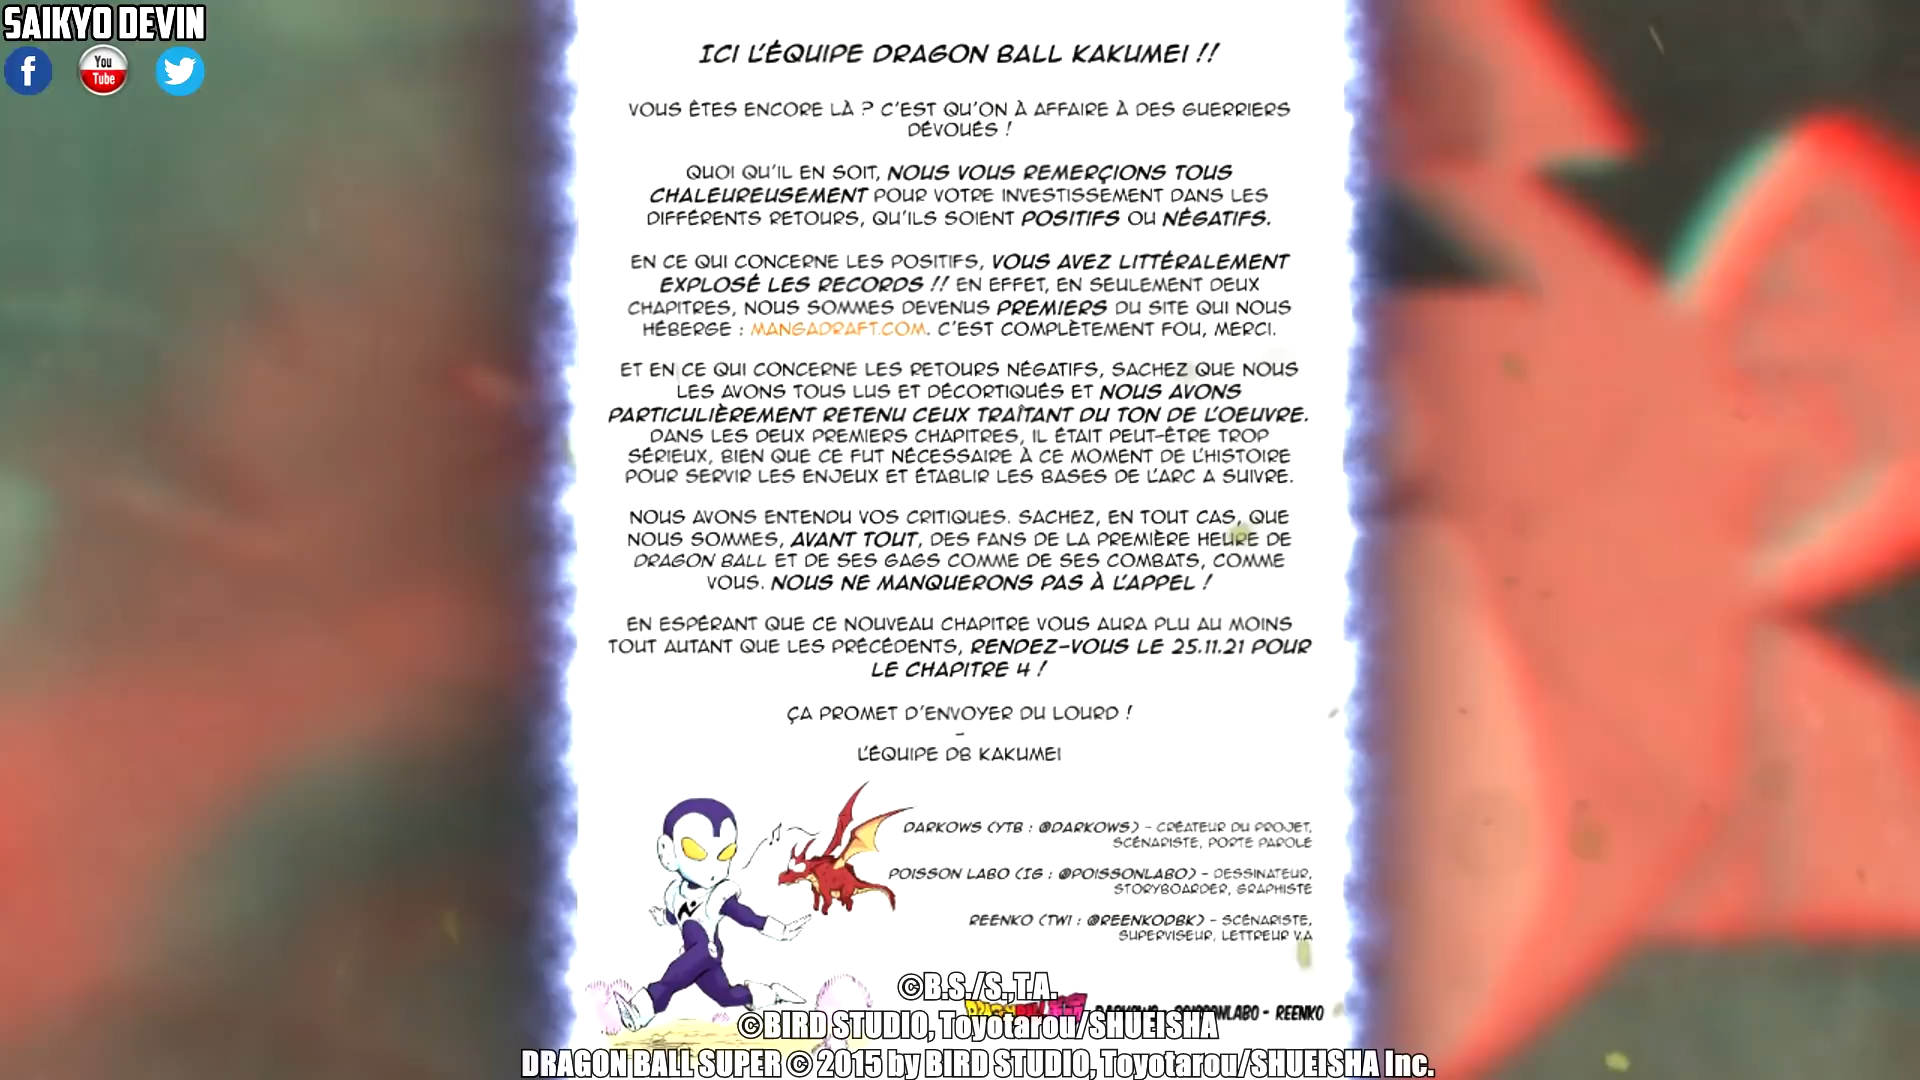 SAIKYO DEVIN
f
You
Tube
ICI L'ÉQUIPE DRAGON BALL KAKUMEI !!
VOUS ÊTES ENCORE LÀ ? C'EST QU'ON À AFFAIRE À DES GUERRIERS
DÉVOUÉS !
QUOI QU'IL EN SOIT, NOUS VOUS REMERÇIONS TOUS
CHALEUREUSEMENT POUR VOTRE INVESTISSEMENT DANS LES
DIFFÉRENTS RETOURS, QU'ILS SOIENT POSITIFS OU NÉGATIFS.
EN CE QUI CONCERNE LES POSITIFS, VOUS AVEZ LITTÉRALEMENT
EXPLOSÉ LES RECORDS !! EN EFFET, EN SEULEMENT DEUX
CHAPITRES, NOUS SOMMES DEVENUS PREMIERS DU SITE QUI NOUS
HÉBERGE : MANGADRAFT.COM. C'EST COMPLÈTEMENT FOU, MERCI.
ET EN CE QUI CONCERNE LES RETOURS NÉGATIFS, SACHEZ QUE NOUS
LES AVONS TOUS LUS ET DÉCORTIQUÉS ET NOUS AVONS
PARTICULIÈREMENT RETENU CEUX TRAÎTANT DU TON DE L'OEUVRE.
DANS LES DEUX PREMIERS CHAPITRES, IL ÉTAIT PEUT-ÊTRE TROP
SÉRIEUX, BIEN QUE CE FUT NÉCESSAIRE À CE MOMENT DE L'HISTOIRE
POUR SERVIR LES ENJEUX ET ÉTABLIR LES BASES DE L'ARC A SUIVRE.
NOUS AVONS ENTENDU VOS CRITIQUES. SACHEZ, EN TOUT CAS, QUE
NOUS SOMMES, AVANT TOUT, DES FANS DE LA PREMIÈRE HEURE DE
DRAGON BALL ET DE SES GAGS COMME DE SES COMBATS, COMME
VOUS. NOUS NE MANQUERONS PAS À L'APPEL !
EN ESPÉRANT QUE CE NOUVEAU CHAPITRE VOUS AURA PLU AU MOINS
TOUT AUTANT QUE LES PRÉCÉDENTS, RENDEZ-VOUS LE 25.11.21 POUR
LE CHAPITRE 4 !
ÇA PROMET D'ENVOYER DU LOURD !
-
L'ÉQUIPE DB KAKUMEI
DARKOWS (YTB : @DARKOWS) - CRÉATEUR DU PROJET,
SCÉNARISTE, PORTE PAROLE
POISSON LABO (IG : @POISSONLABO) - DESSINATEUR,
STORYBOARDER, GRAPHISTE
REENKO (TWI : @REENKODBK) - SCÉNARISTE,
SUPERVISEUR, LETTREUR V.A
©B.S./S.,T.A.
DARKOWS - POISSONLABO - REENKO
©BIRD STUDIO, Toyotarou/SHUEISHA
DRAGON BALL SUPER © 2015 by BIRD STUDIO, Toyotarou/SHUEISHA Inc.